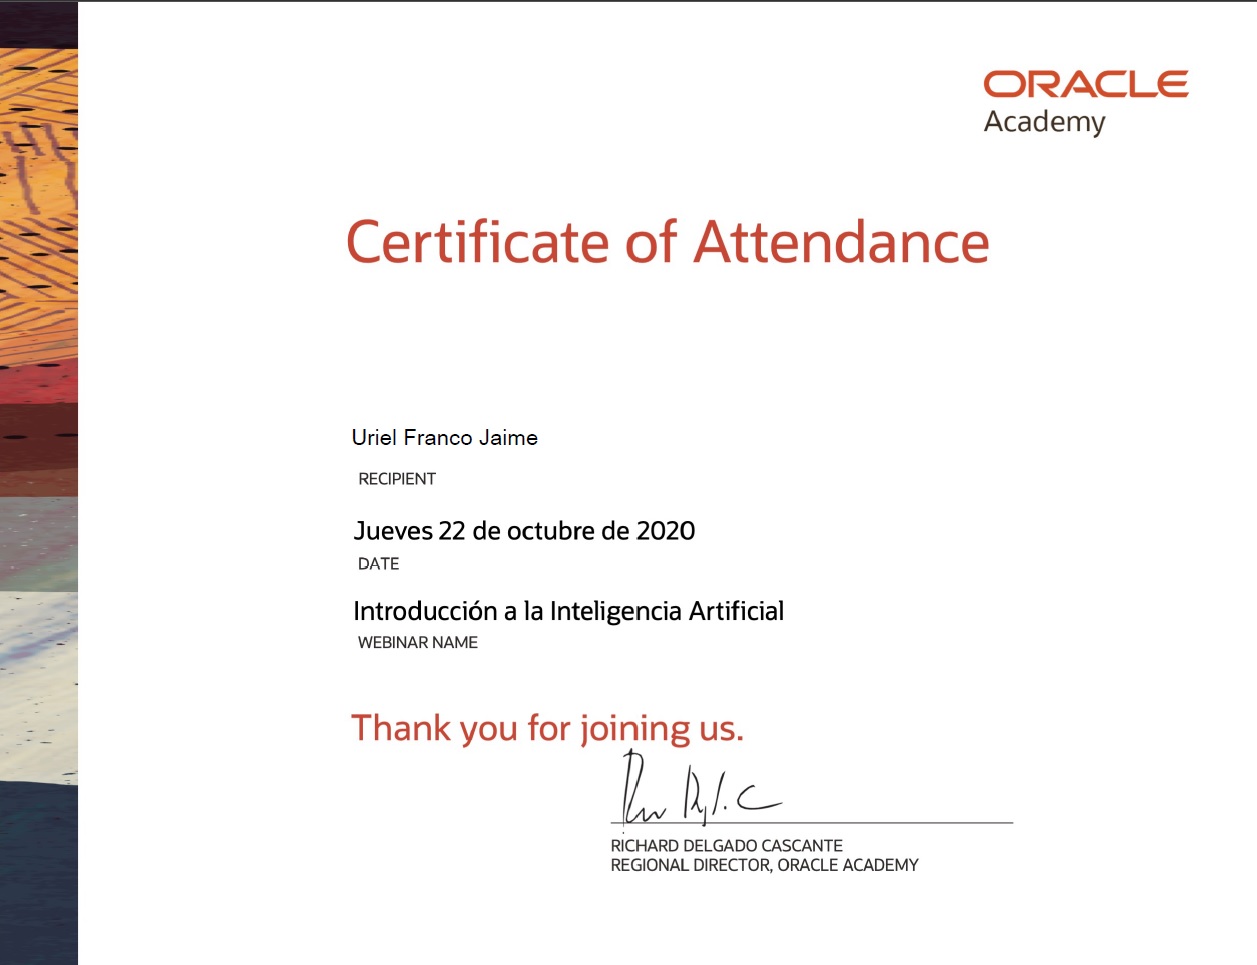 ORACLE
Academy
Certificate of Attendance
Uriel Franco Jaime
RECIPIENT
Jueves 22 de octubre de 2020
DATE
Introducción a la Inteligencia Artificial
WEBINAR NAME
Thank you for joining us.
RICHARD DELGADO CASCANTE
REGIONAL DIRECTOR, ORACLE ACADEMY